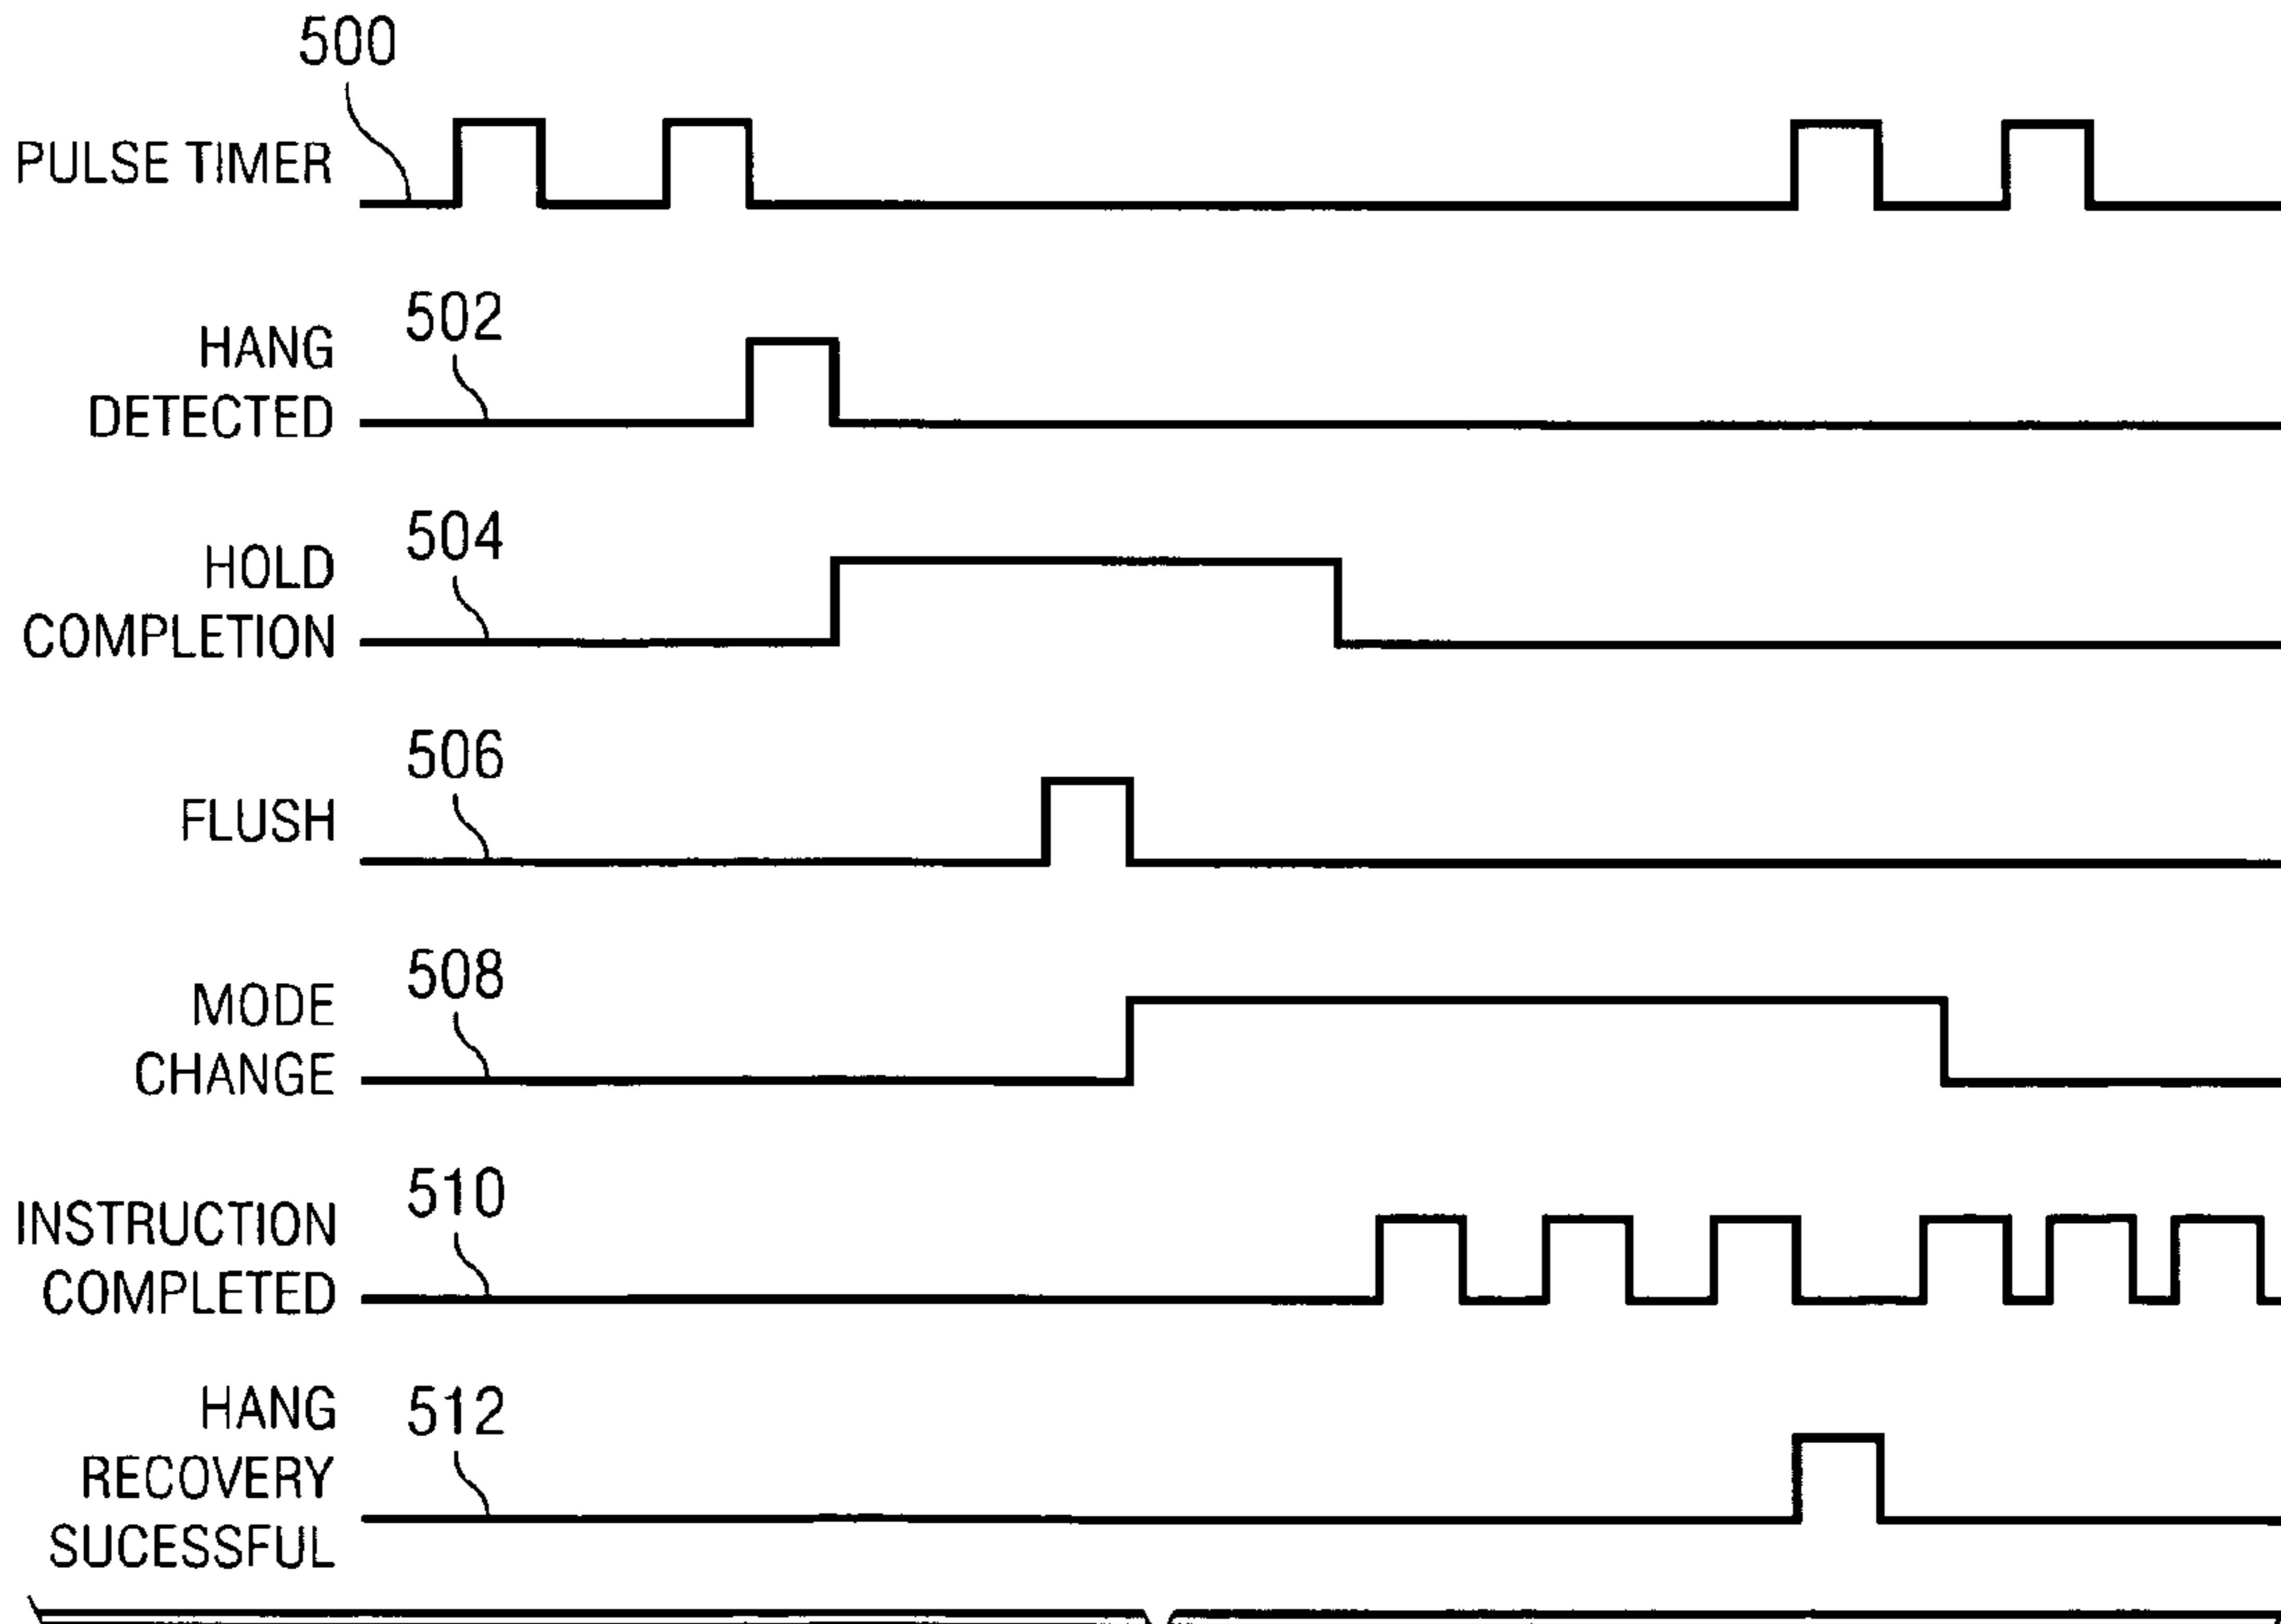 500
PULSE TIMER
502
HANG
DETECTED
504
HOLD
COMPLETION
506
FLUSH
508
MODE
CHANGE
510
INSTRUCTION
COMPLETED
512
HANG
RECOVERY
SUCESSFUL